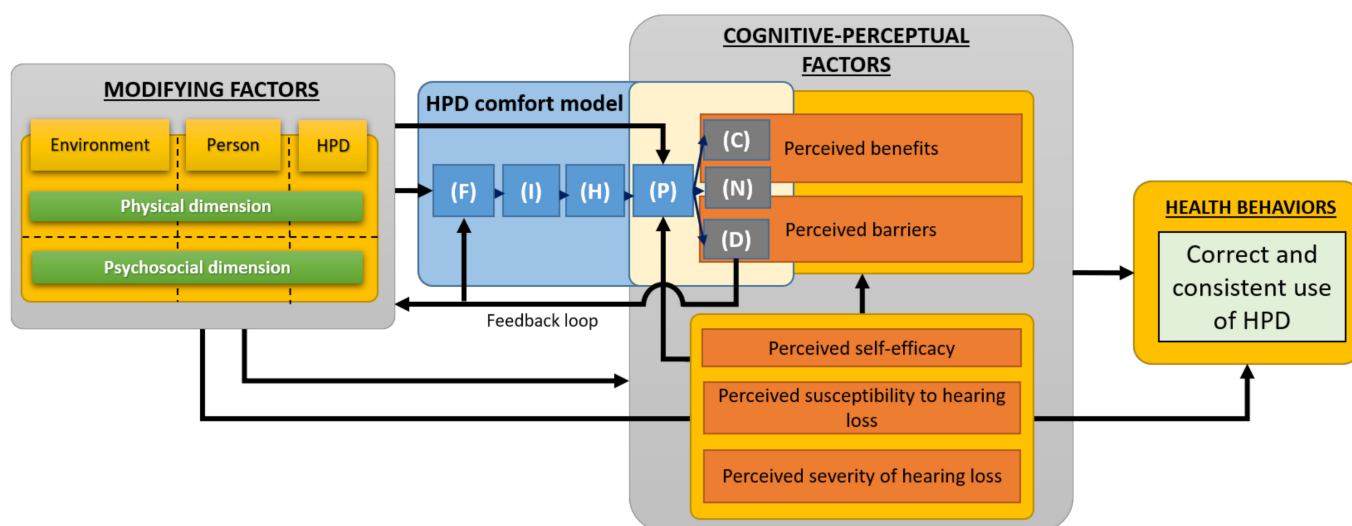 MODIFYING FACTORS
Environment
Person
HPD
Physical dimension
Psychosocial dimension
HPD comfort model
(F)
(I)
(H)
(P)
(C)
(N)
(D)
Feedback loop
COGNITIVE-PERCEPTUAL
FACTORS
Perceived benefits
Perceived barriers
Perceived self-efficacy
Perceived susceptibility to hearing
loss
Perceived severity of hearing loss
HEALTH BEHAVIORS
Correct and
consistent use
of HPD